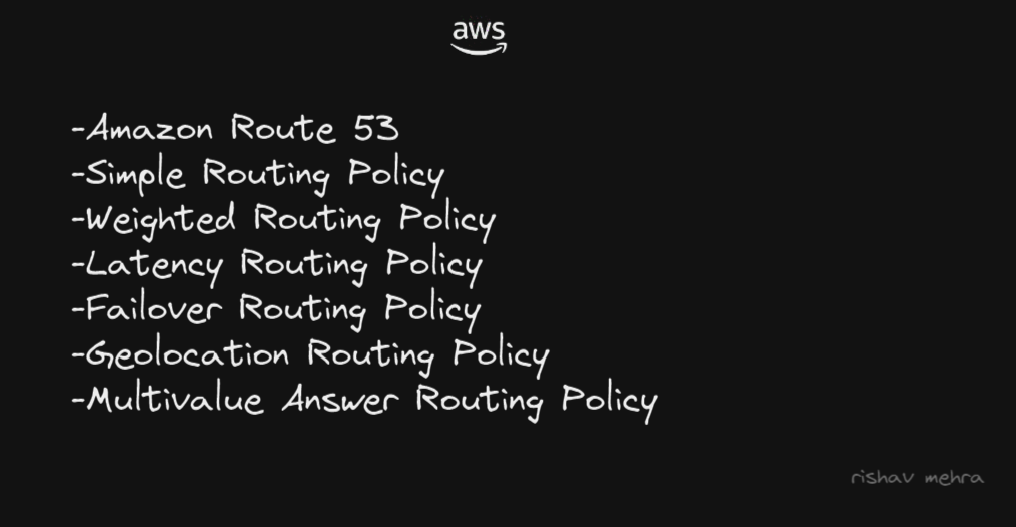 aws
-Amazon Route 53
-Simple Routing Policy
-Weighted Routing Policy
-Latency Routing Policy
-Failover Routing Policy
-Geolocation Routing Policy
-Multivalue Answer Routing Policy
rishav mehra